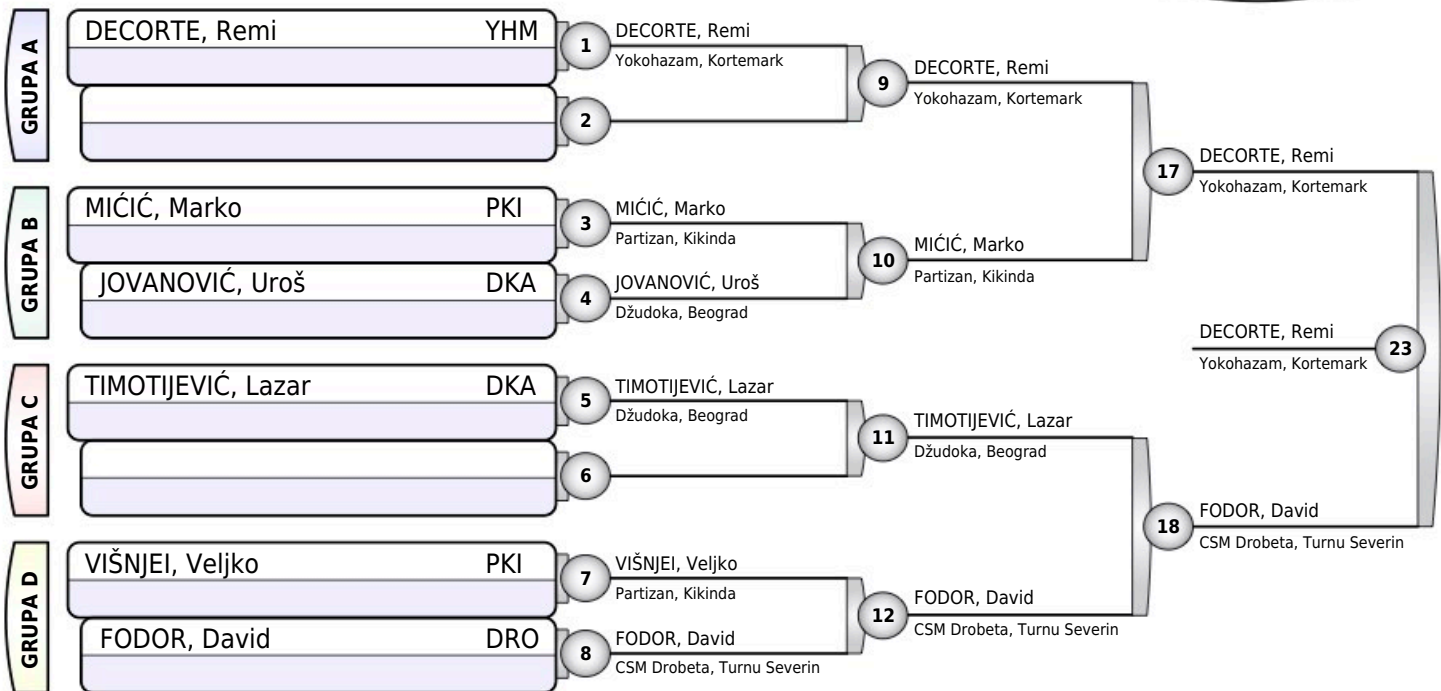 GRUPA A
DECORTE, Remi YHM
1
2
DECORTE, Remi
Yokohazam, Kortemark
9
DECORTE, Remi
Yokohazam, Kortemark
GRUPA B
MIĆIĆ, Marko PKI
JOVANOVIĆ, Uroš DKA
3
4
MIĆIĆ, Marko
Partizan, Kikinda
JOVANOVIĆ, Uroš
Džudoka, Beograd
10
MIĆIĆ, Marko
Partizan, Kikinda
17
DECORTE, Remi
Yokohazam, Kortemark
GRUPA C
TIMOTIJEVIĆ, Lazar DKA
5
6
TIMOTIJEVIĆ, Lazar
Džudoka, Beograd
11
TIMOTIJEVIĆ, Lazar
Džudoka, Beograd
GRUPA D
VIŠNJEI, Veljko PKI
FODOR, David DRO
7
8
VIŠNJEI, Veljko
Partizan, Kikinda
FODOR, David
CSM Drobeta, Turnu Severin
12
FODOR, David
CSM Drobeta, Turnu Severin
18
FODOR, David
CSM Drobeta, Turnu Severin
DECORTE, Remi
Yokohazam, Kortemark
23